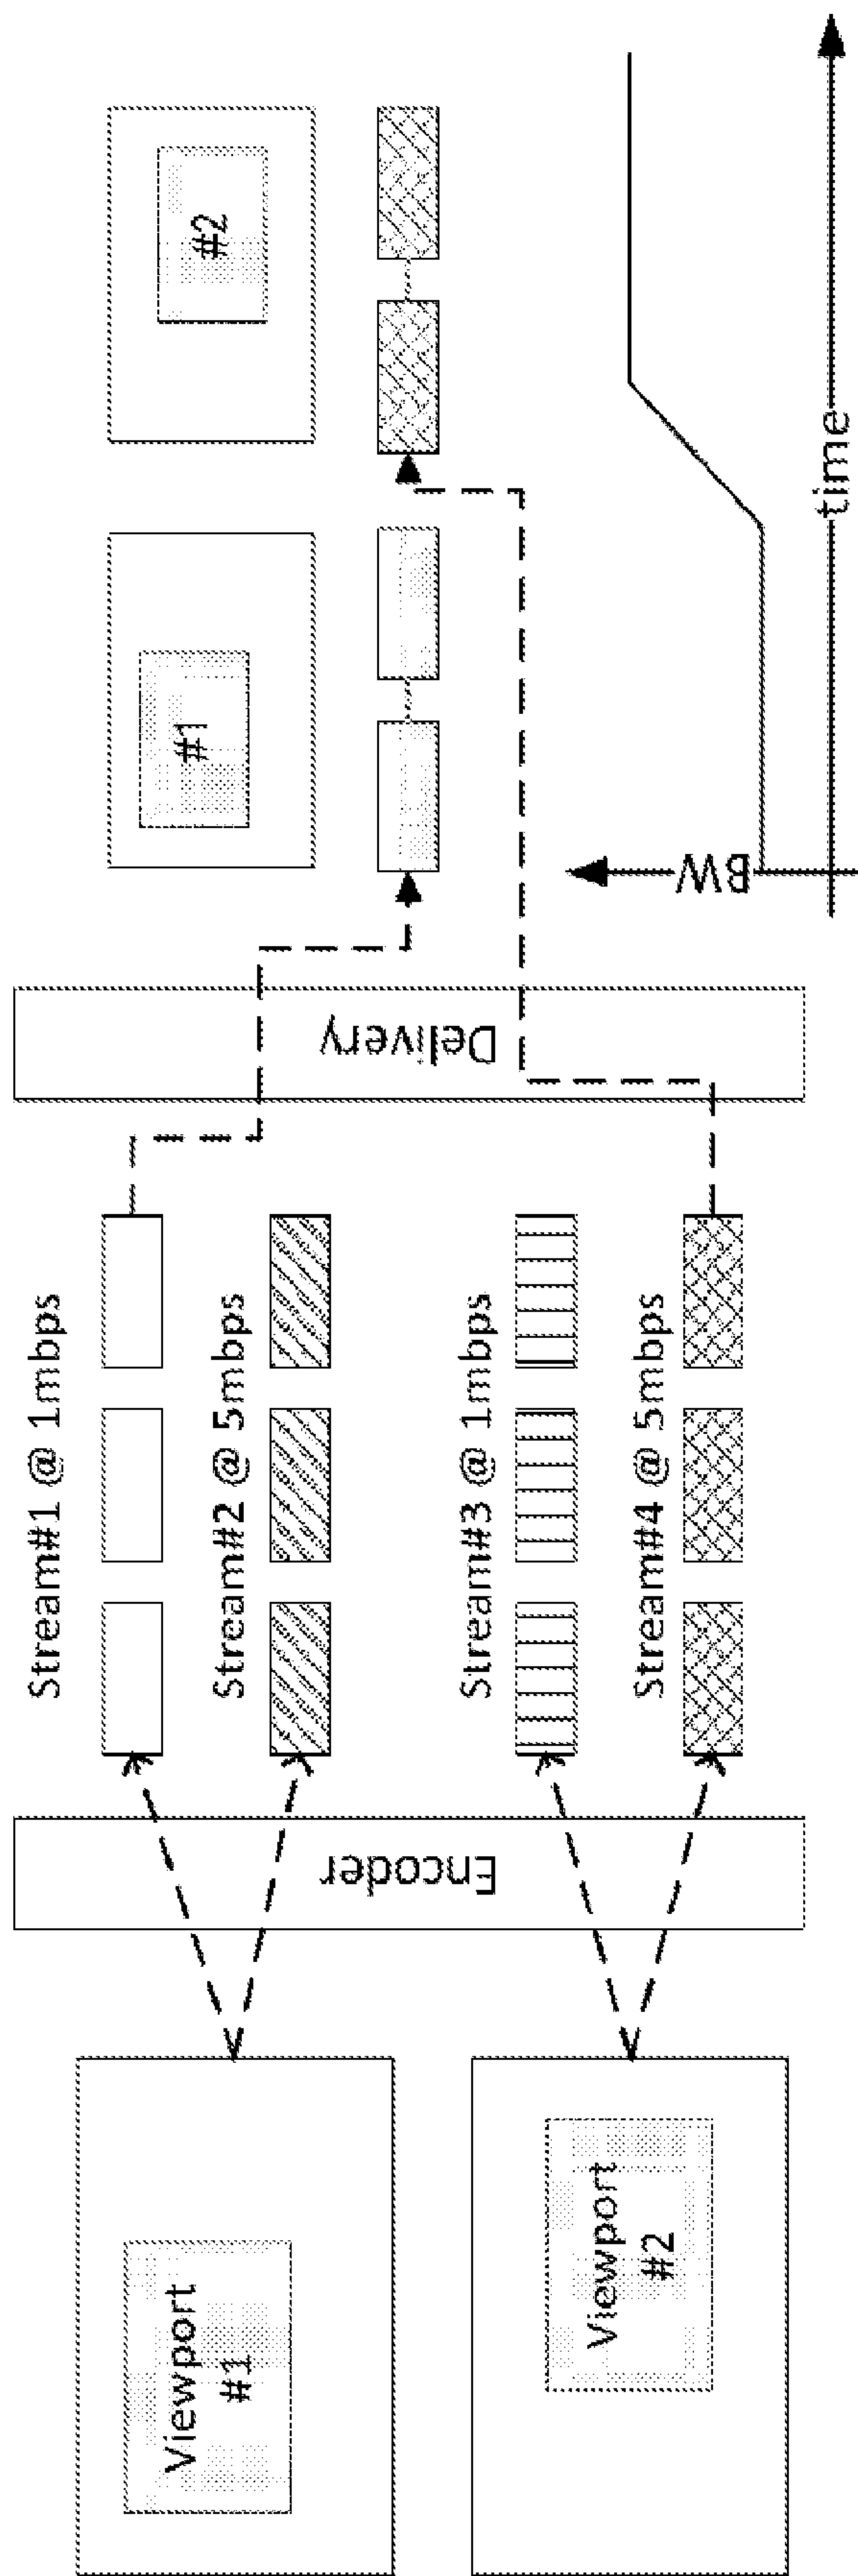 Viewport
#1
Viewport
#2
Encoder
Stream#1 @ 1mbps
Stream#2 @ 5mbps
Stream#3 @ 1mbps
Stream#4 @ 5mbps
Delivery
#1
#2
BW
time